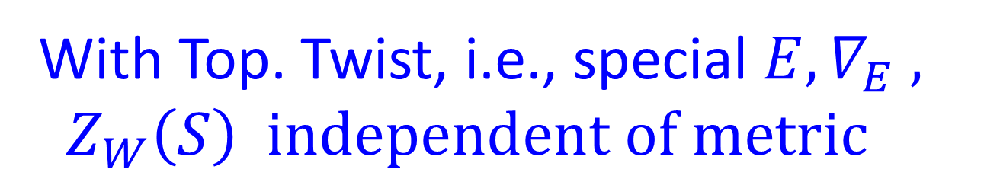 With Top. Twist, i.e., special E, ∇_E ,
Z_W(S) independent of metric